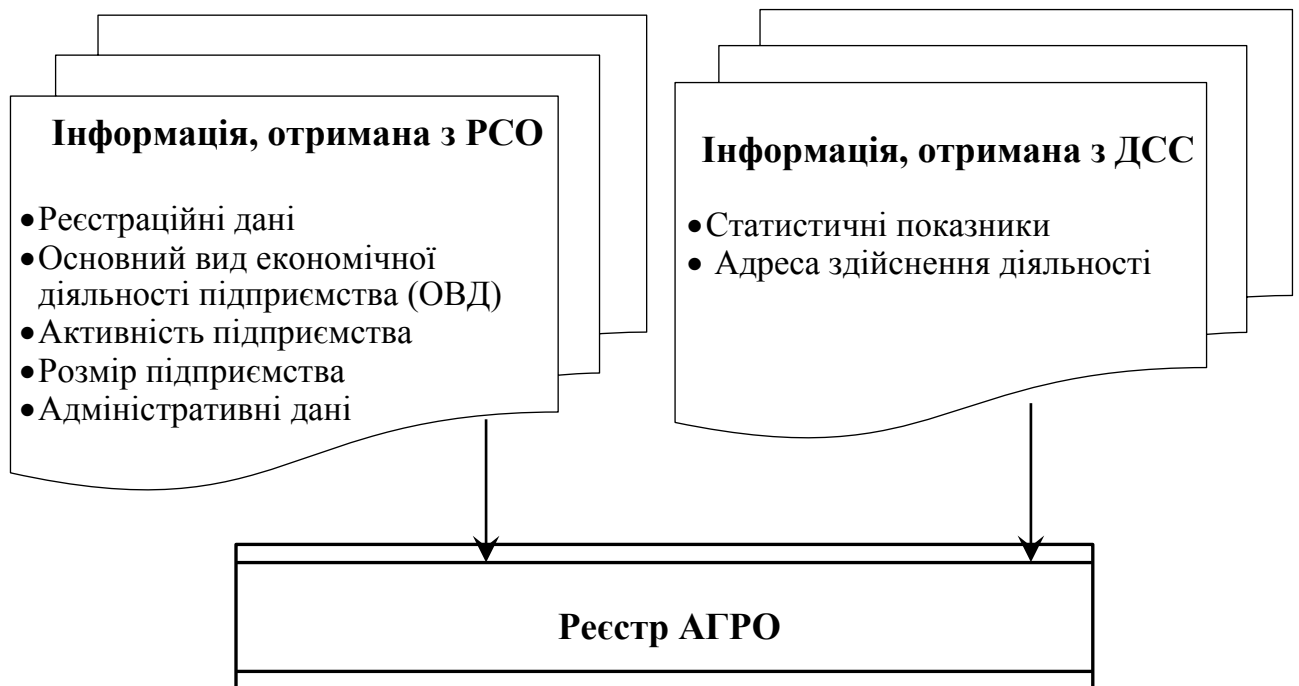 Інформація, отримана з РСО
•Реєстраційні дані
•Основний вид економічної
діяльності підприємства (ОВД)
•Активність підприємства
•Розмір підприємства
•Адміністративні дані
Інформація, отримана з ДСС
•Статистичні показники
• Адреса здійснення діяльності
Реєстр АГРО